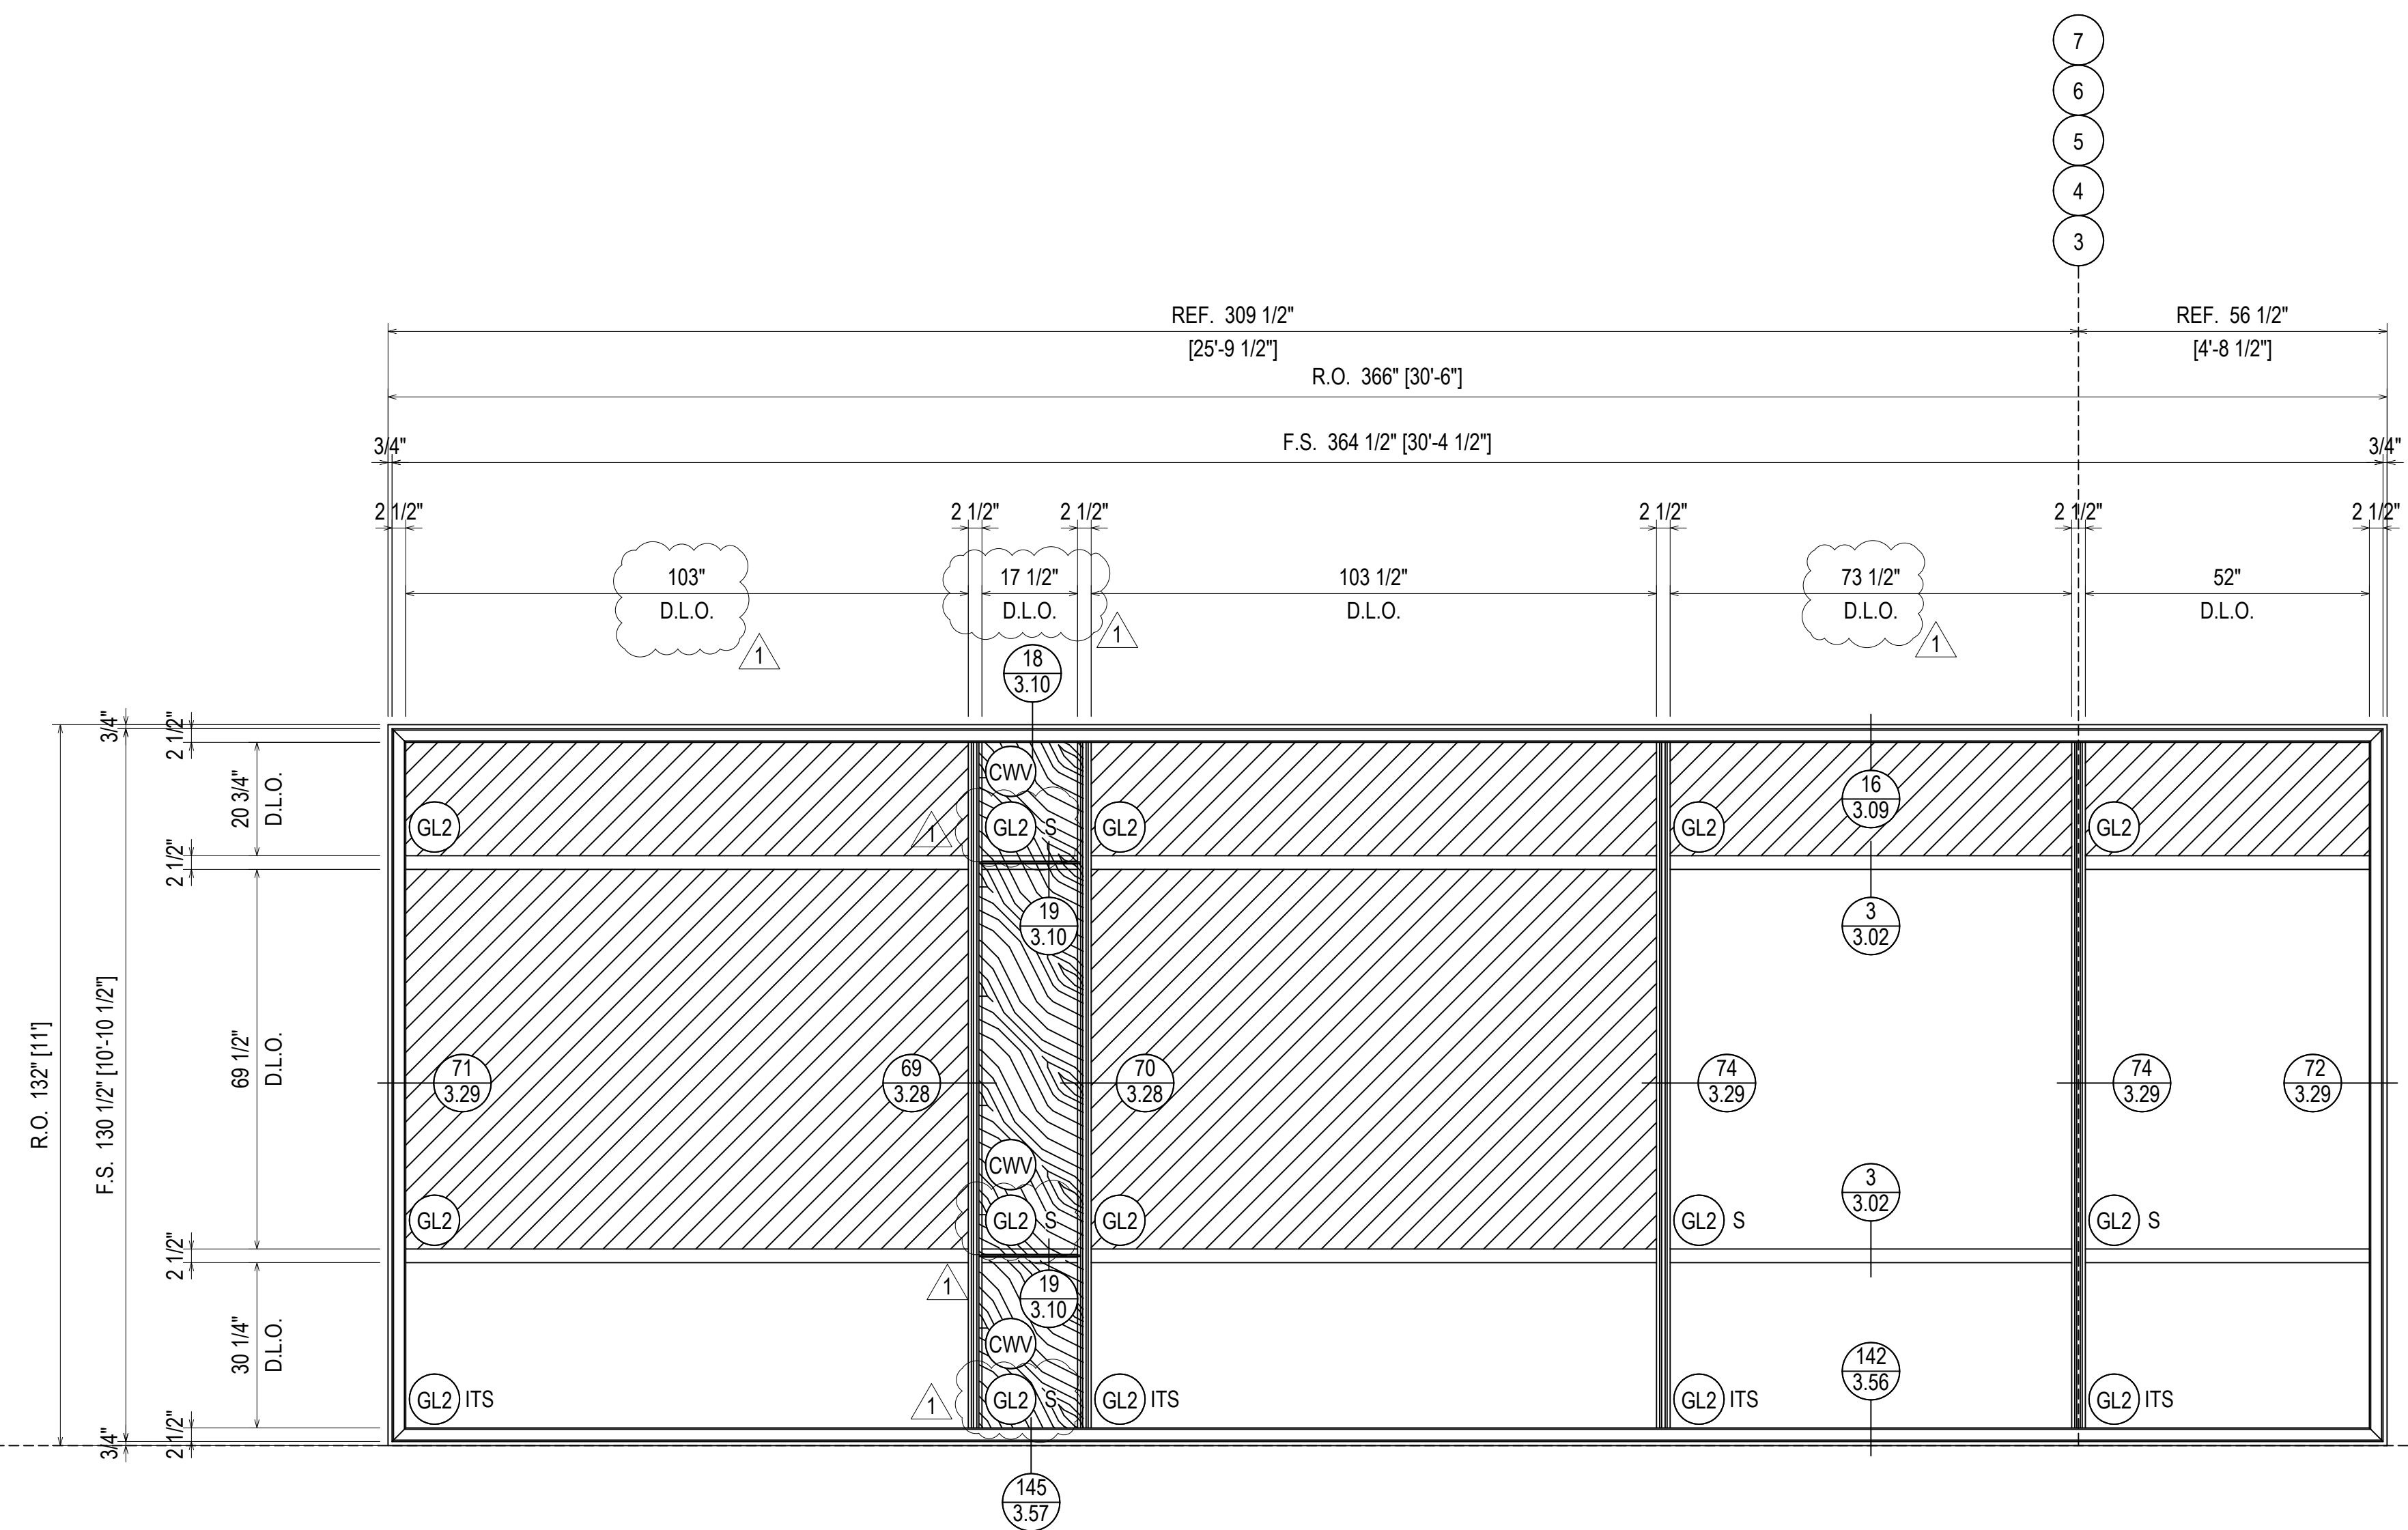 7
6
5
4
3
REF. 309 1/2"
REF. 56 1/2"
[25'-9 1/2"]
[4'-8 1/2"]
R.O. 366" [30'-6"]
3/4"
F.S. 364 1/2" [30'-4 1/2"]
3/4"
2 1/2"
2 1/2"
2 1/2"
2 1/2"
2 1/2"
2 1/2"
103"
D.L.O.
17 1/2"
D.L.O.
103 1/2"
D.L.O.
73 1/2"
D.L.O.
52"
D.L.O.
1
1
1
18
3.10
3/4"
2 1/2"
20 3/4"
D.L.O.
2 1/2"
69 1/2"
D.L.O.
2 1/2"
30 1/4"
D.L.O.
2 1/2"
3/4"
R.O. 132" [11']
F.S. 130 1/2" [10'-10 1/2"]
CWV
16
3.09
GL2
1
GL2 S
GL2
GL2
GL2
19
3.10
3
3.02
71
3.29
69
3.28
70
3.28
74
3.29
74
3.29
72
3.29
CWV
3
3.02
GL2
GL2 S
GL2
GL2 S
GL2 S
1
19
3.10
CWV
142
3.56
GL2 ITS
1
GL2 S
GL2 ITS
GL2 ITS
GL2 ITS
145
3.57